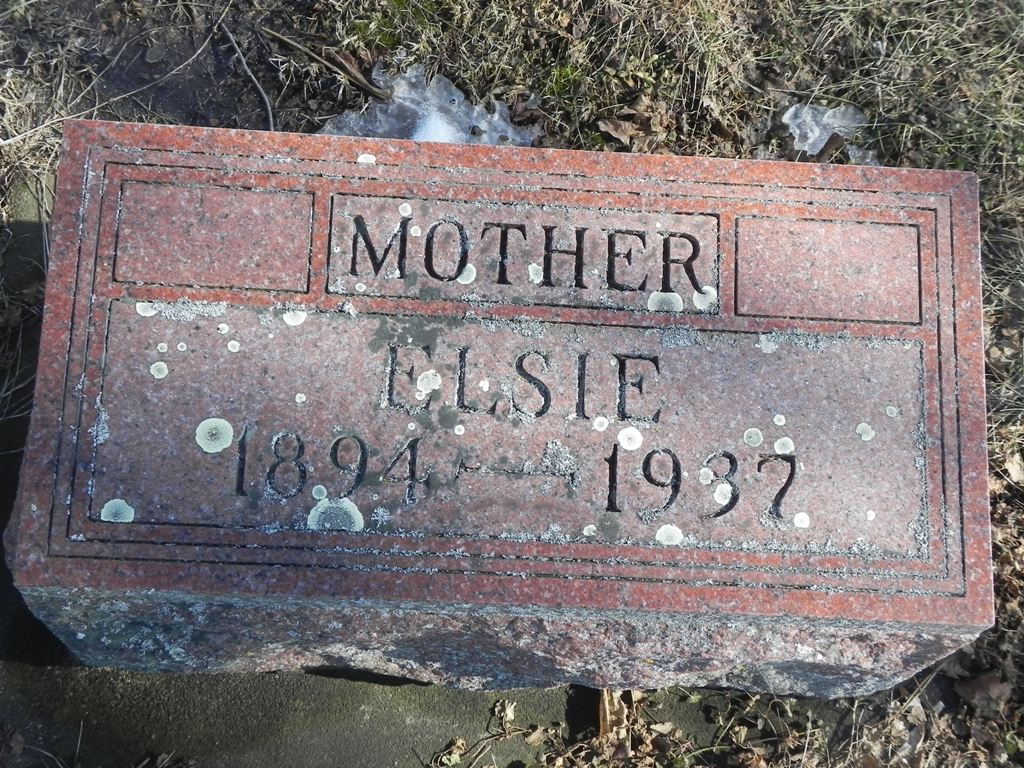 MOTHER
ELSIE
1894 — 1937